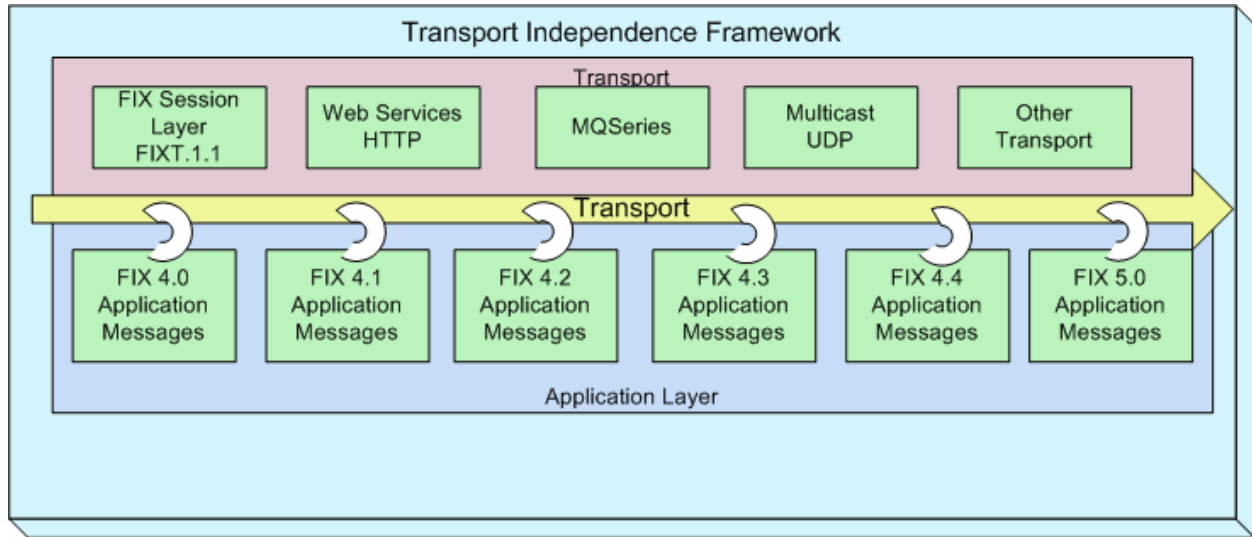 Transport Independence Framework
Transport
FIX Session
Layer
FIXT.1.1
Web Services
HTTP
MQSeries
Multicast
UDP
Other
Transport
Transport
FIX 4.0
Application
Messages
FIX 4.1
Application
Messages
FIX 4.2
Application
Messages
FIX 4.3
Application
Messages
FIX 4.4
Application
Messages
FIX 5.0
Application
Messages
Application Layer